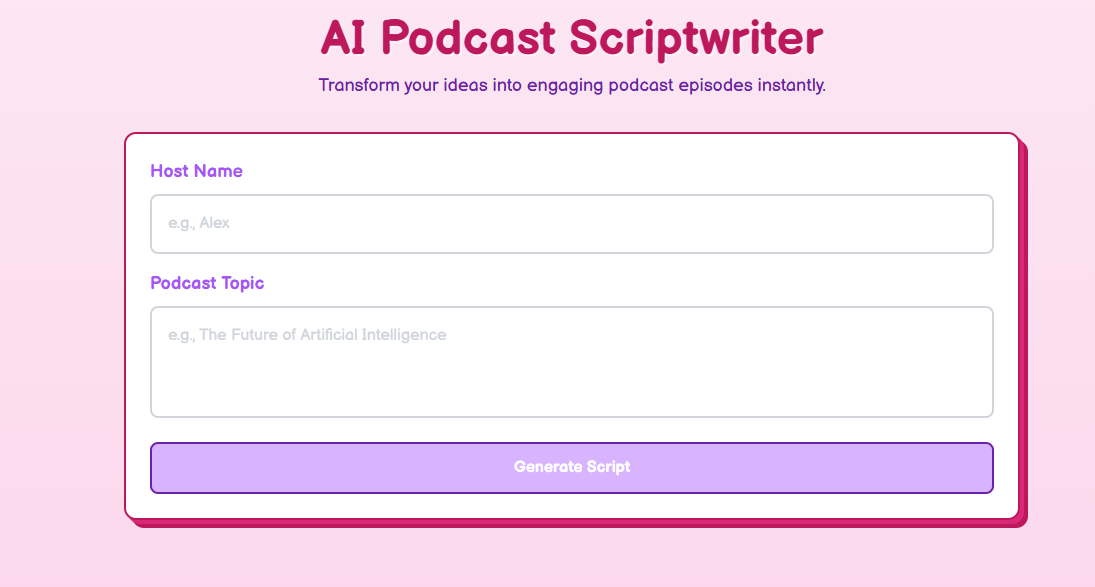 AI Podcast Scriptwriter
Transform your ideas into engaging podcast episodes instantly.
Host Name
e.g., Alex
Podcast Topic
e.g., The Future of Artificial Intelligence
Generate Script